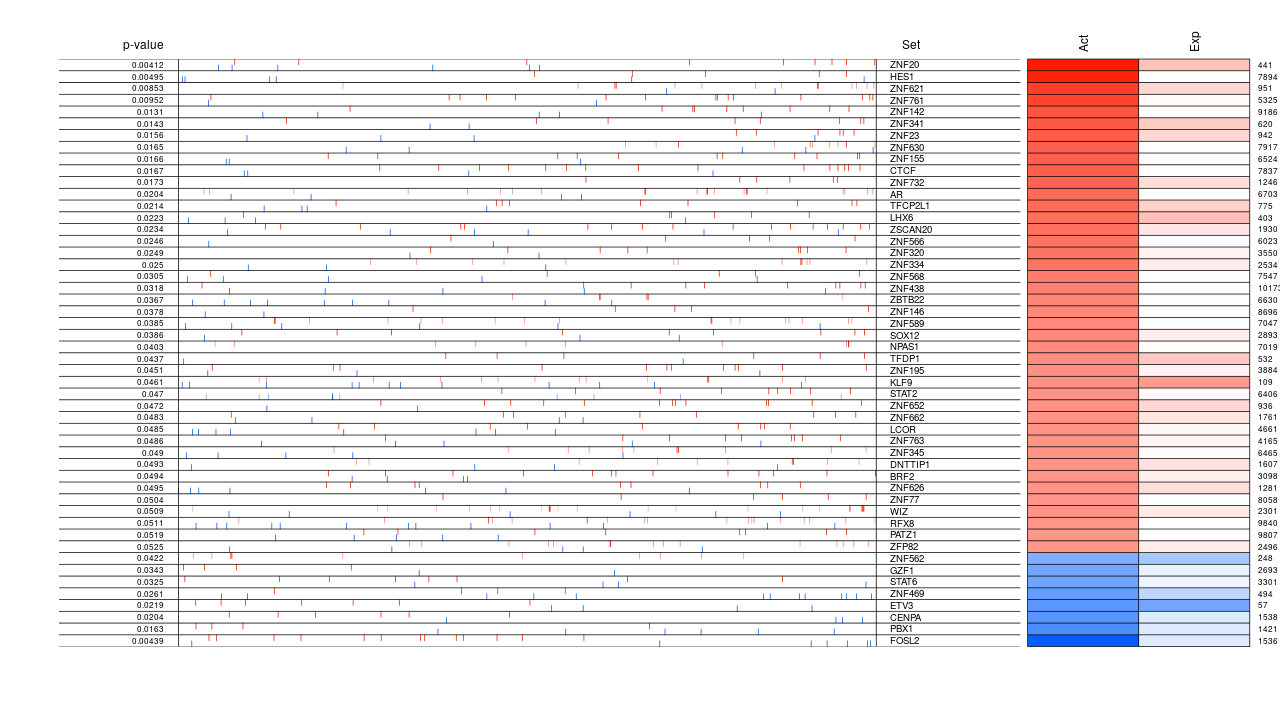 p-value Set Act Exp
0.00412 ZNF20 441
0.00495 HES1 7894
0.00853 ZNF621 951
0.00952 ZNF761 5325
0.0131 ZNF142 9186
0.0143 ZNF341 620
0.0156 ZNF23 942
0.0165 ZNF630 7917
0.0166 ZNF155 6524
0.0167 CTCF 7837
0.0173 ZNF732 1246
0.0204 AR 6703
0.0214 TFCP2L1 775
0.0223 LHX6 403
0.0234 ZSCAN20 1930
0.0246 ZNF566 6023
0.0249 ZNF320 3550
0.025 ZNF334 2534
0.0305 ZNF568 7547
0.0318 ZNF438 10173
0.0367 ZBTB22 6630
0.0378 ZNF146 8696
0.0385 ZNF589 7047
0.0386 SOX12 2893
0.0403 NPAS1 7019
0.0437 TFDP1 532
0.0451 ZNF195 3884
0.0461 KLF9 109
0.047 STAT2 6406
0.0472 ZNF652 936
0.0483 ZNF662 1761
0.0485 LCOR 4661
0.0486 ZNF763 4165
0.049 ZNF345 6465
0.0493 DNTTIP1 1607
0.0494 BRF2 3098
0.0495 ZNF626 1281
0.0504 ZNF77 8058
0.0509 WIZ 2301
0.0511 RFX8 9840
0.0519 PATZ1 9807
0.0525 ZFP82 2496
0.0422 ZNF562 248
0.0343 GZF1 2693
0.0325 STAT6 3301
0.0261 ZNF469 494
0.0219 ETV3 57
0.0204 CENPA 1538
0.0163 PBX1 1421
0.00439 FOSL2 1536